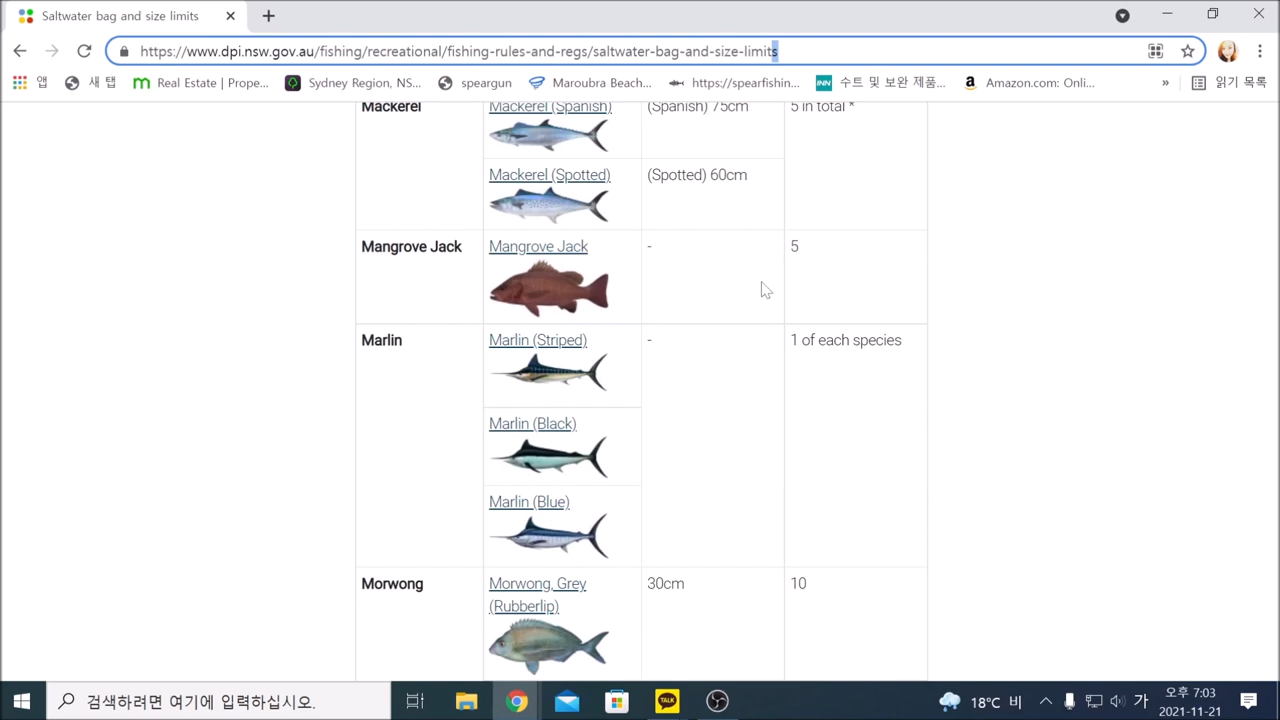 Saltwater bag and size limits
https://www.dpi.nsw.gov.au/fishing/recreational/fishing-rules-and-regs/saltwater-bag-and-size-limits
앱
새 탭
Real Estate | Prope...
Sydney Region, NS...
speargun
Maroubra Beach...
https://spearfishin...
INN 수트 및 보완 제품...
Amazon.com: Onli...
»
읽기 목록
Mackerel
Mackerel (Spanish)
(Spanish) 75cm
5 in total *
Mackerel (Spotted)
(Spotted) 60cm
Mangrove Jack
Mangrove Jack
-
5
Marlin
Marlin (Striped)
-
1 of each species
Marlin (Black)
Marlin (Blue)
Morwong
Morwong, Grey
(Rubberlip)
30cm
10
검색하려면 여기에 입력하십시오.
TALK
18℃ 비
가
오후 7:03
2021-11-21